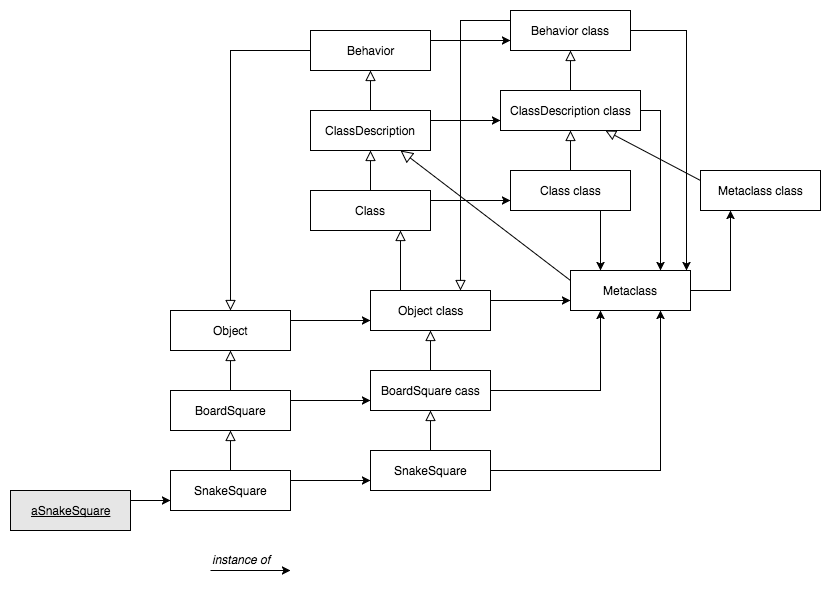 Behavior class
Behavior
ClassDescription class
ClassDescription
Class class
Metaclass class
Class
Metaclass
Object class
Object
BoardSquare cass
BoardSquare
SnakeSquare
SnakeSquare
aSnakeSquare
instance of